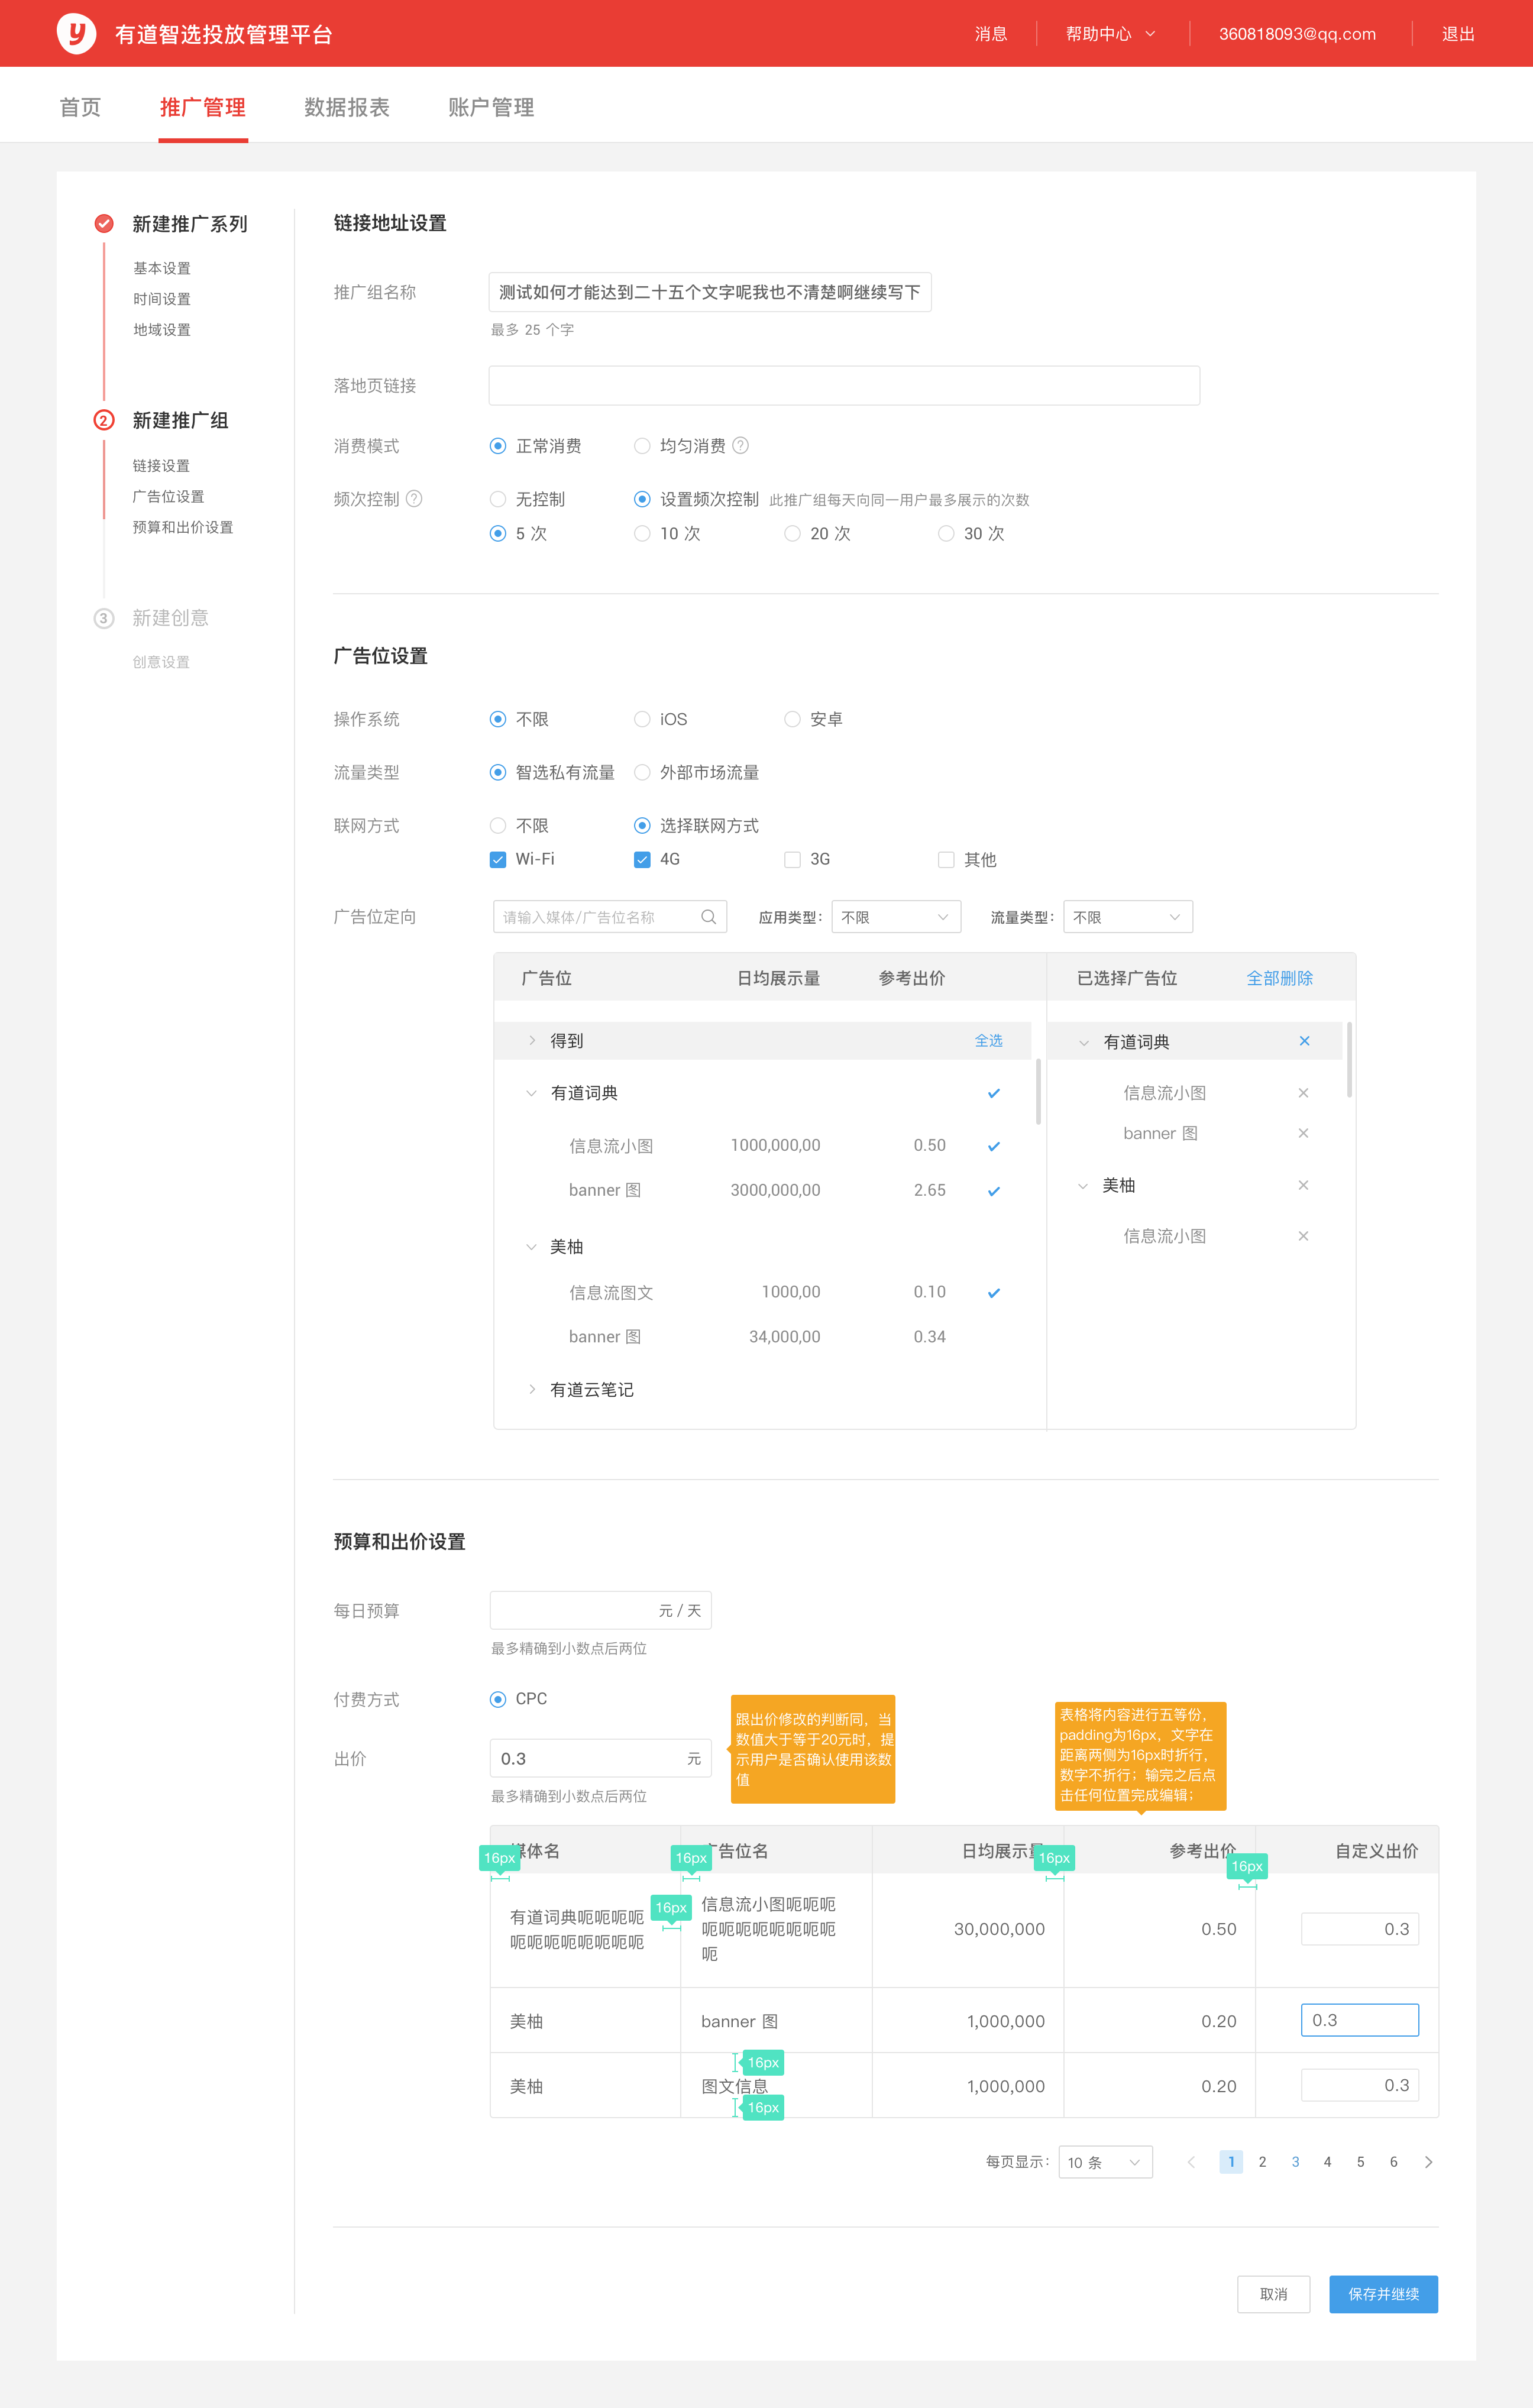 有道智选投放管理平台
消息
帮助中心
360818093@qq.com
退出
首页
推广管理
数据报表
账户管理
新建推广系列
基本设置
时间设置
地域设置
2
新建推广组
链接设置
广告位设置
预算和出价设置
3
新建创意
创意设置
链接地址设置
推广组名称
测试如何才能达到二十五个文字呢我也不清楚啊继续写下
最多 25 个字
落地页链接
消费模式
正常消费
均匀消费 ?
频次控制 ?
无控制
设置频次控制 此推广组每天向同一用户最多展示的次数
5 次
10 次
20 次
30 次
广告位设置
操作系统
不限
iOS
安卓
流量类型
智选私有流量
外部市场流量
联网方式
不限
选择联网方式
Wi-Fi
4G
3G
其他
广告位定向
请输入媒体/广告位名称
应用类型：
不限
流量类型：
不限
广告位
日均展示量
参考出价
已选择广告位
全部删除
得到
全选
有道词典
信息流小图
1000,000,00
0.50
banner 图
3000,000,00
2.65
美柚
信息流图文
1000,00
0.10
banner 图
34,000,00
0.34
有道云笔记
有道词典
信息流小图
banner 图
美柚
信息流小图
预算和出价设置
每日预算
元 / 天
最多精确到小数点后两位
付费方式
CPC
出价
0.3
元
最多精确到小数点后两位
跟出价修改的判断同，当
数值大于等于20元时，提
示用户是否确认使用该数
值
表格将内容进行五等份，
padding为16px，文字在
距离两侧为16px时折行，
数字不折行；输完之后点
击任何位置完成编辑；
媒体名
广告位名
日均展示量
参考出价
自定义出价
16px
16px
16px
16px
16px
有道词典呃呃呃呃
呃呃呃呃呃呃呃呃
信息流小图呃呃呃
呃呃呃呃呃呃呃呃
呃
30,000,000
0.50
0.3
美柚
banner 图
1,000,000
0.20
0.3
16px
美柚
图文信息
1,000,000
0.20
0.3
16px
每页显示：
10 条
1
2
3
4
5
6
取消
保存并继续